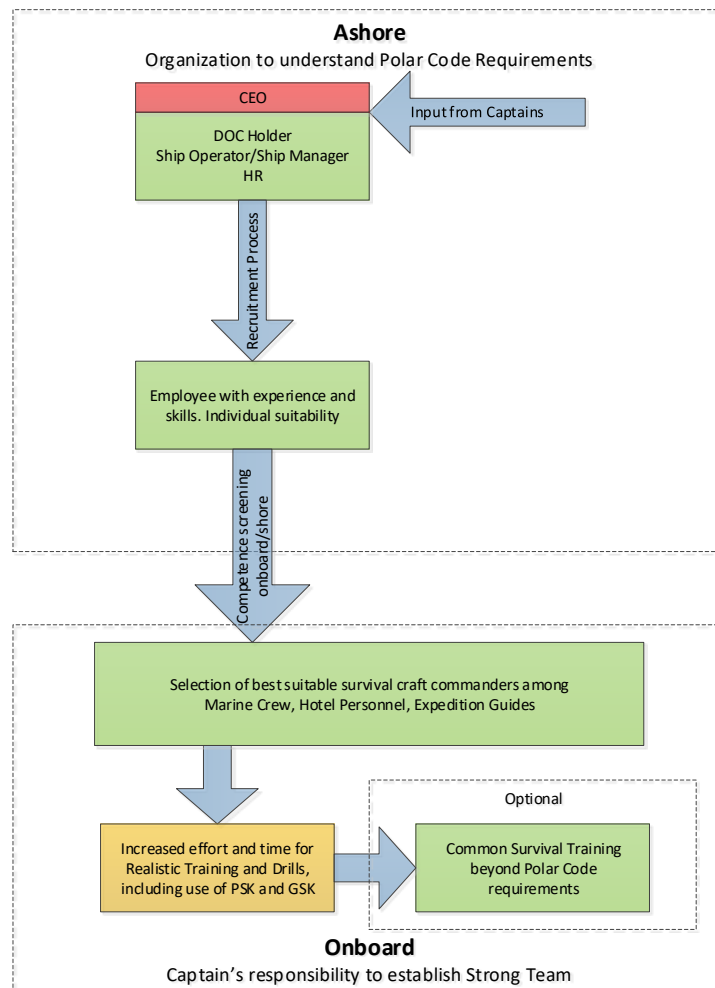 Ashore
Organization to understand Polar Code Requirements
CEO
Input from Captains
DOC Holder
Ship Operator/Ship Manager
HR
Recruitment Process
Employee with experience and
skills. Individual suitability
Competence screening
onboard/shore
Selection of best suitable survival craft commanders among
Marine Crew, Hotel Personnel, Expedition Guides
Optional
Increased effort and time for
Realistic Training and Drills,
including use of PSK and GSK
Common Survival Training
beyond Polar Code
requirements
Onboard
Captain’s responsibility to establish Strong Team